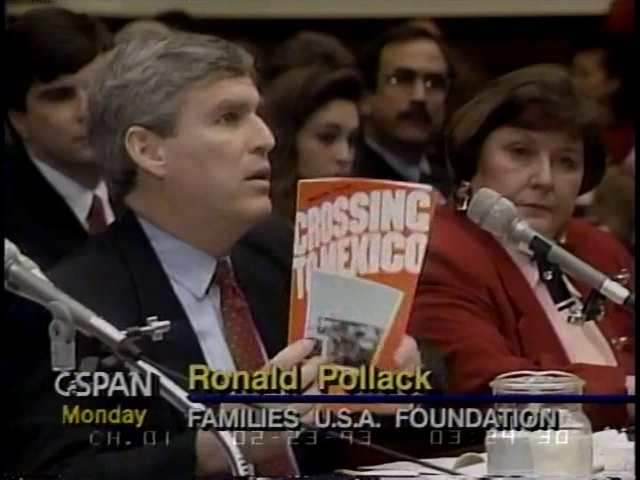 CROSSING
TO MEXICO
C-SPAN
Monday
Ronald Pollack
FAMILIES U.S.A. FOUNDATION
CH. 01 02-23-93 03:24 30